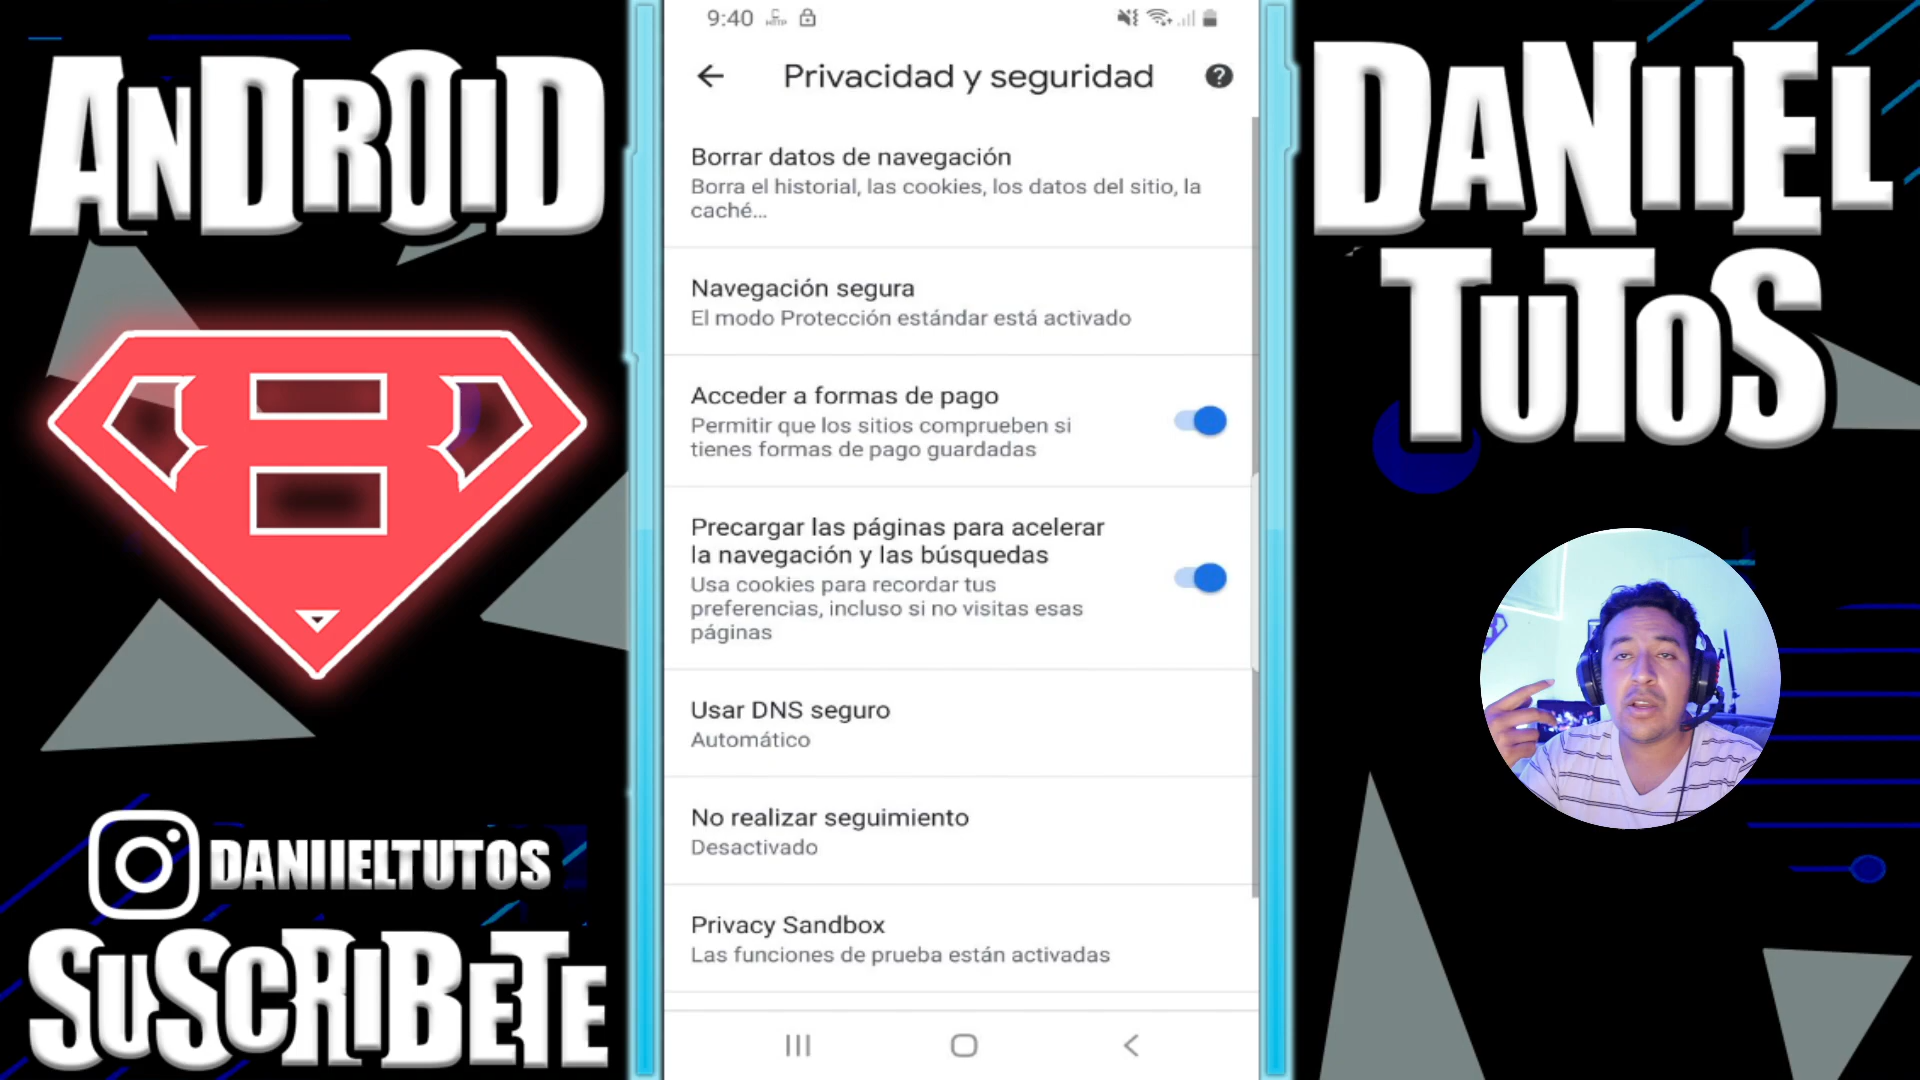 ANDROID
DANIIEL
TUTOS
9:40
Privacidad y seguridad
Borrar datos de navegación
Borra el historial, las cookies, los datos del sitio, la
caché...
Navegación segura
El modo Protección estándar está activado
Acceder a formas de pago
Permitir que los sitios comprueben si
tienes formas de pago guardadas
Precargar las páginas para acelerar
la navegación y las búsquedas
Usa cookies para recordar tus
preferencias, incluso si no visitas esas
páginas
Usar DNS seguro
Automático
No realizar seguimiento
Desactivado
Privacy Sandbox
Las funciones de prueba están activadas
DANIIELTUTOS
SUSCRIBETE